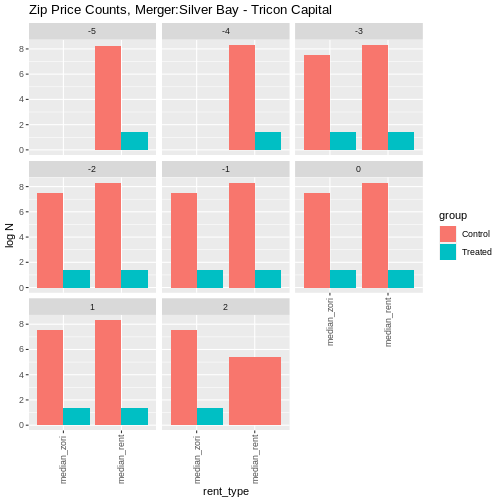 Zip Price Counts, Merger:Silver Bay - Tricon Capital
-5
-4
-3
8
6
4
2
0
-2
-1
0
8
6
4
2
0
1
2
8
6
4
2
0
log N
median_zori
median_rent
median_zori
median_rent
median_zori
median_rent
rent_type
group
Control
Treated